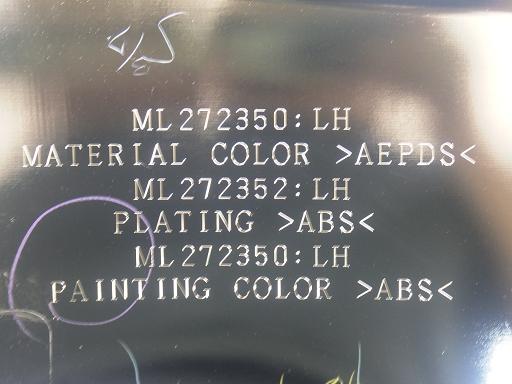 ML272350:LH
MATERIAL COLOR >AEPDS<
ML272352:LH
PLATING >ABS<
ML272350:LH
PAINTING COLOR >ABS<